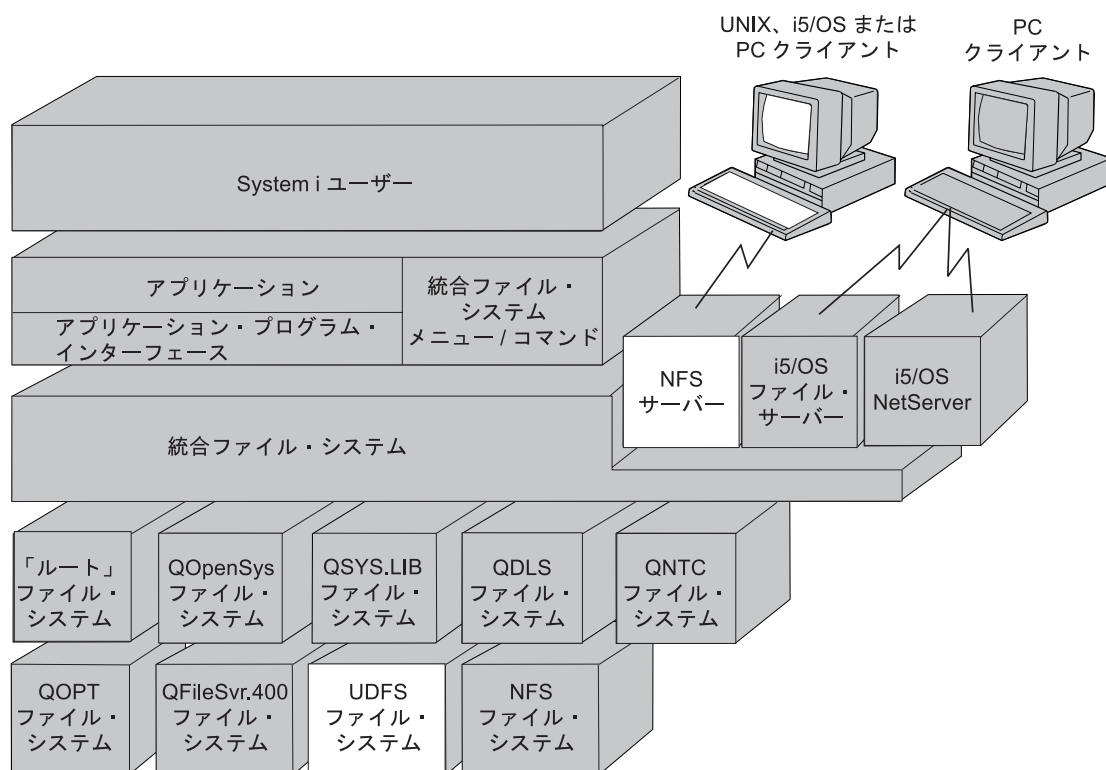 UNIX、i5/OS または
PC クライアント
PC
クライアント
System i ユーザー
アプリケーション
アプリケーション・プログラム・
インターフェース
統合ファイル・
システム
メニュー / コマンド
NFS
サーバー
i5/OS
ファイル・
サーバー
i5/OS
NetServer
統合ファイル・システム
「ルート」
ファイル・
システム
QOpenSys
ファイル・
システム
QSYS.LIB
ファイル・
システム
QDLS
ファイル・
システム
QNTC
ファイル・
システム
QOPT
ファイル・
システム
QFileSvr.400
ファイル・
システム
UDFS
ファイル・
システム
NFS
ファイル・
システム